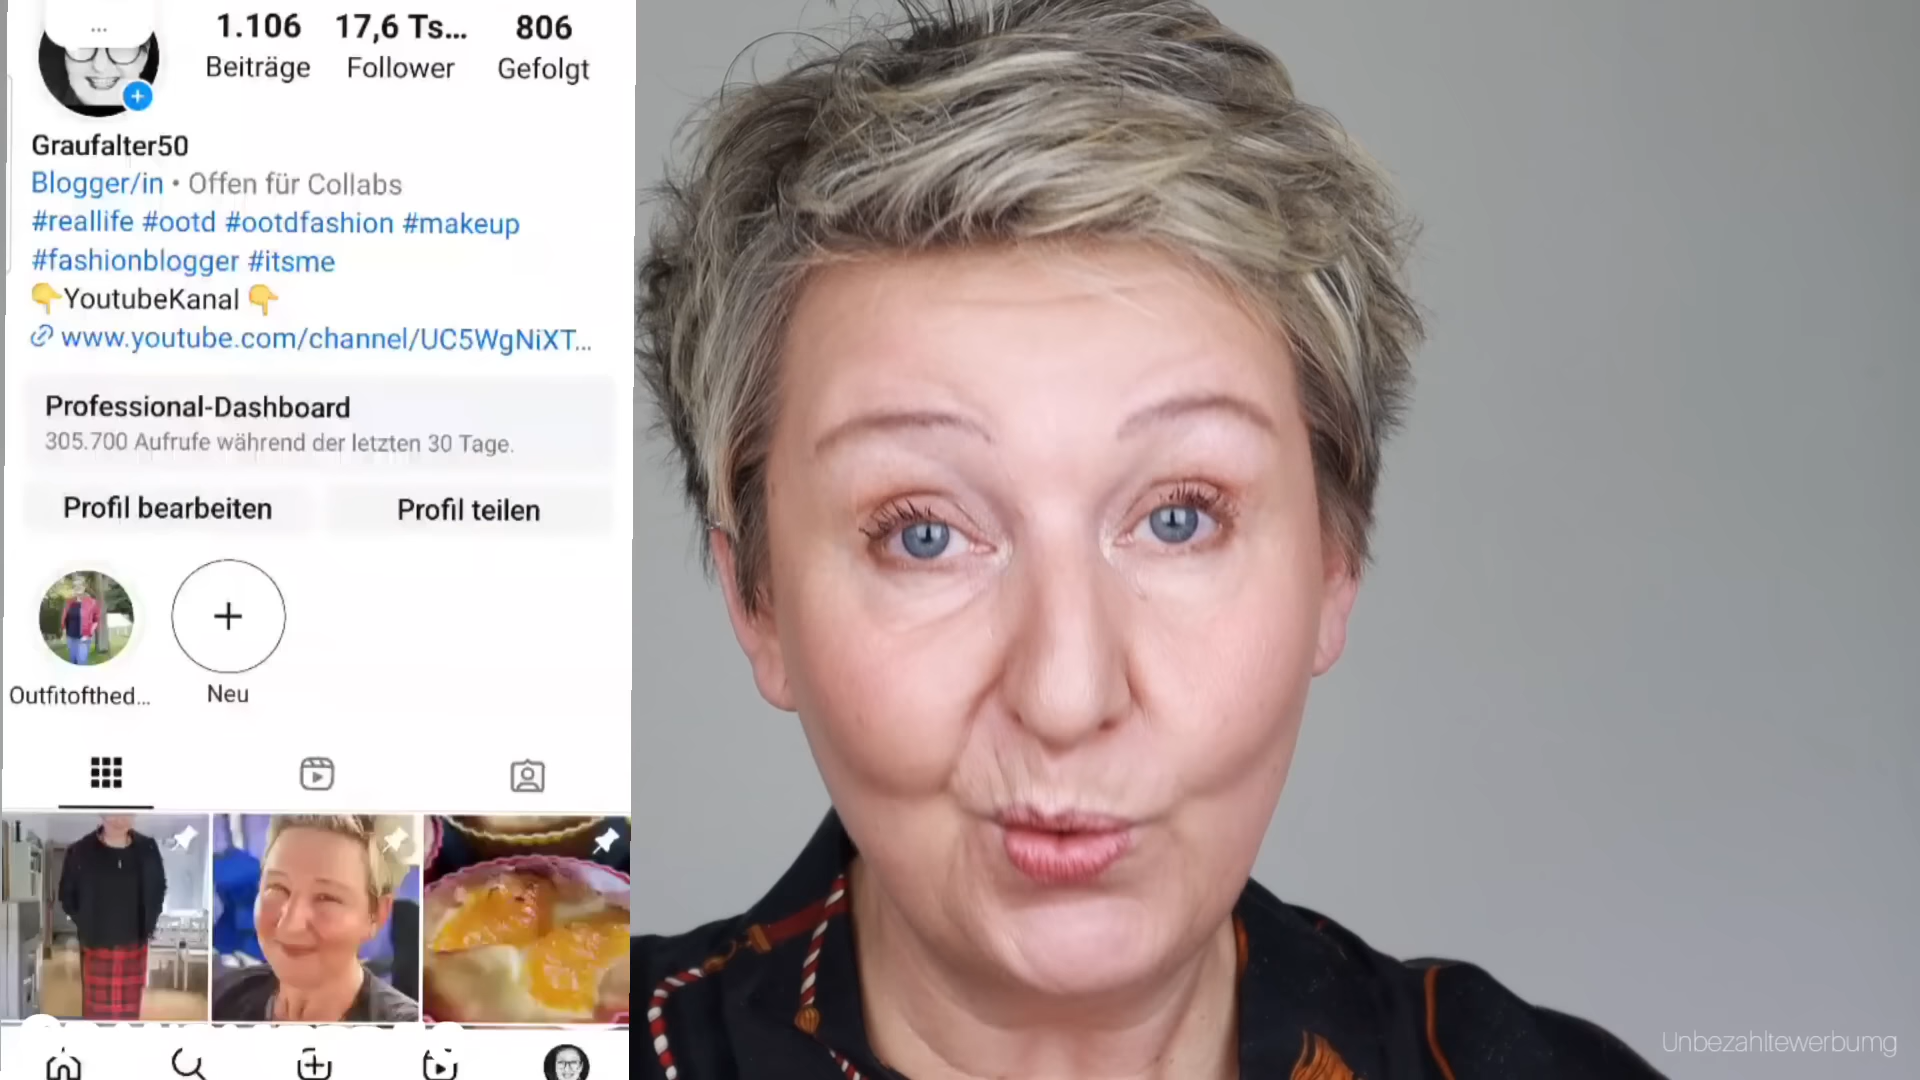 ...
1.106 17,6 Ts... 806
Beiträge Follower Gefolgt
Graufalter50
Blogger/in • Offen für Collabs
#reallife #ootd #ootdfashion #makeup
#fashionblogger #itsme
👇YoutubeKanal 👇
www.youtube.com/channel/UC5WgNiXT...
Professional-Dashboard
305.700 Aufrufe während der letzten 30 Tage.
Profil bearbeiten Profil teilen
Outfitofthed... Neu
Unbezahltewerbumg